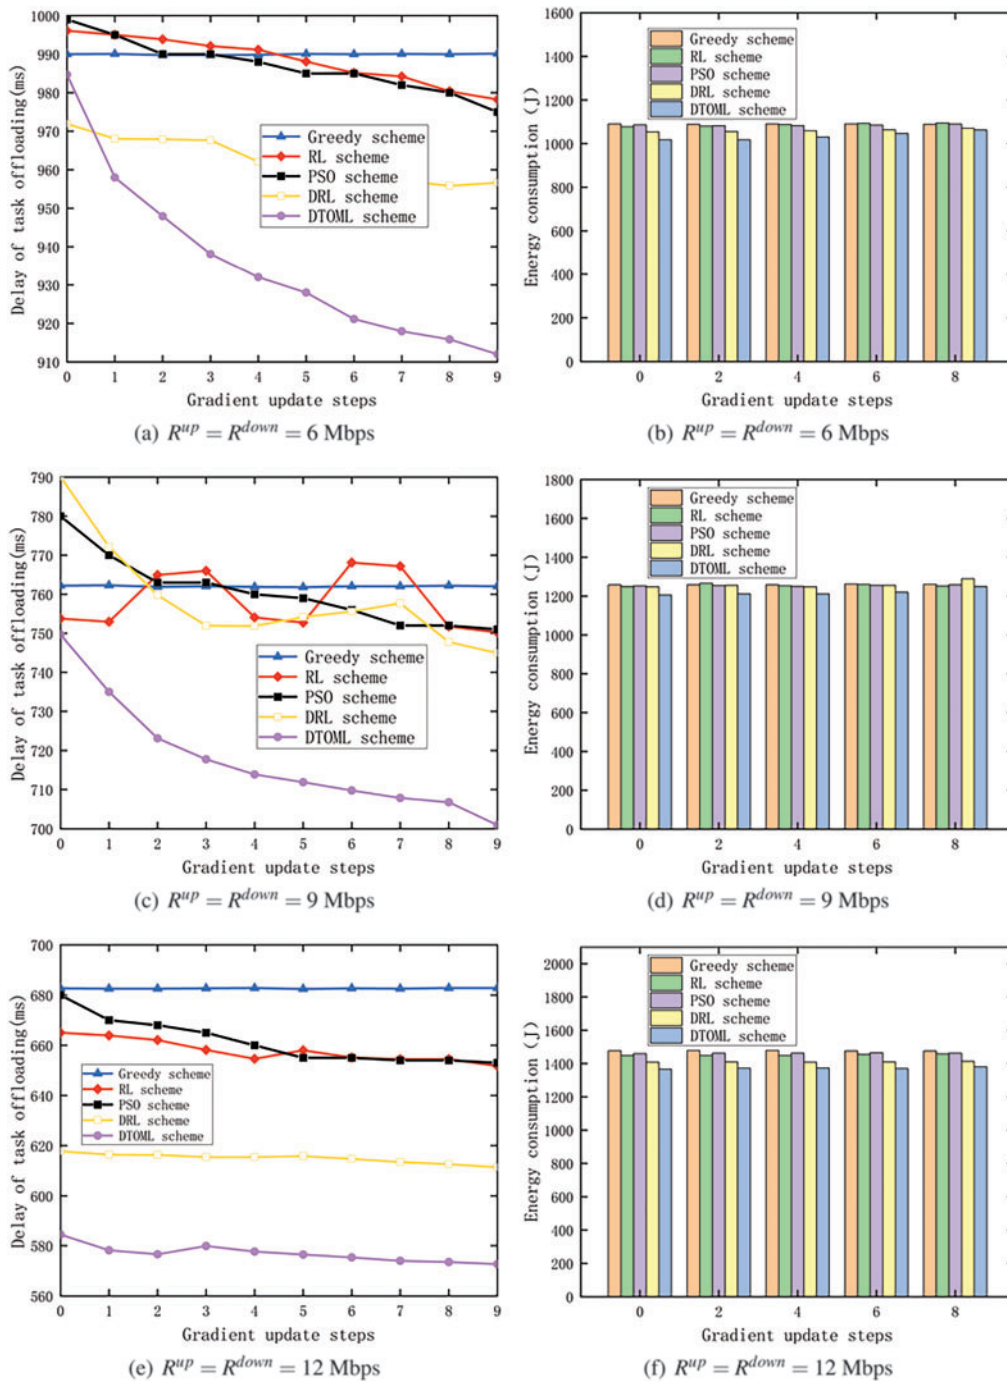 1000
990
980
970
960
950
940
930
920
910
Delay of task offloading(ms)
Greedy scheme
RL scheme
PSO scheme
DRL scheme
DTOML scheme
0 1 2 3 4 5 6 7 8 9
Gradient update steps
(a) R^up = R^down = 6 Mbps
1600
1400
1200
1000
800
600
400
200
0
Energy consumption (J)
Greedy scheme
RL scheme
PSO scheme
DRL scheme
DTOML scheme
0 2 4 6 8
Gradient update steps
(b) R^up = R^down = 6 Mbps
790
780
770
760
750
740
730
720
710
700
Delay of task offloading(ms)
Greedy scheme
RL scheme
PSO scheme
DRL scheme
DTOML scheme
0 1 2 3 4 5 6 7 8 9
Gradient update steps
(c) R^up = R^down = 9 Mbps
1800
1600
1400
1200
1000
800
600
400
200
0
Energy consumption (J)
Greedy scheme
RL scheme
PSO scheme
DRL scheme
DTOML scheme
0 2 4 6 8
Gradient update steps
(d) R^up = R^down = 9 Mbps
700
680
660
640
620
600
580
560
Delay of task offloading(ms)
Greedy scheme
RL scheme
PSO scheme
DRL scheme
DTOML scheme
0 1 2 3 4 5 6 7 8 9
Gradient update steps
(e) R^up = R^down = 12 Mbps
2000
1800
1600
1400
1200
1000
800
600
400
200
0
Energy consumption (J)
Greedy scheme
RL scheme
PSO scheme
DRL scheme
DTOML scheme
0 2 4 6 8
Gradient update steps
(f) R^up = R^down = 12 Mbps